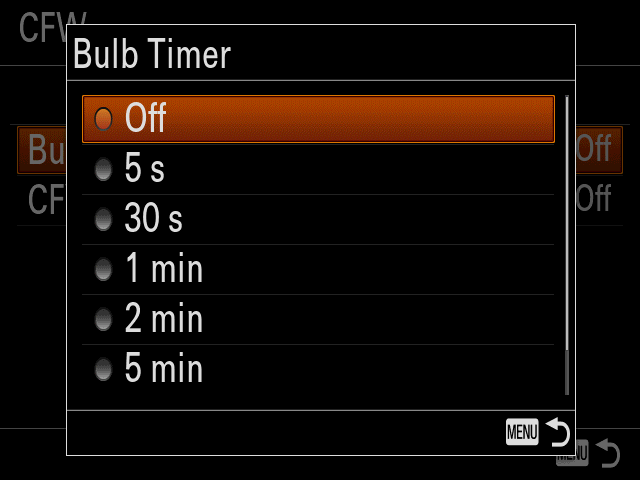 CFW
Bulb Timer
Off
5 s
30 s
1 min
2 min
5 min
Bu
Off
CF
Off
MENU
MENU